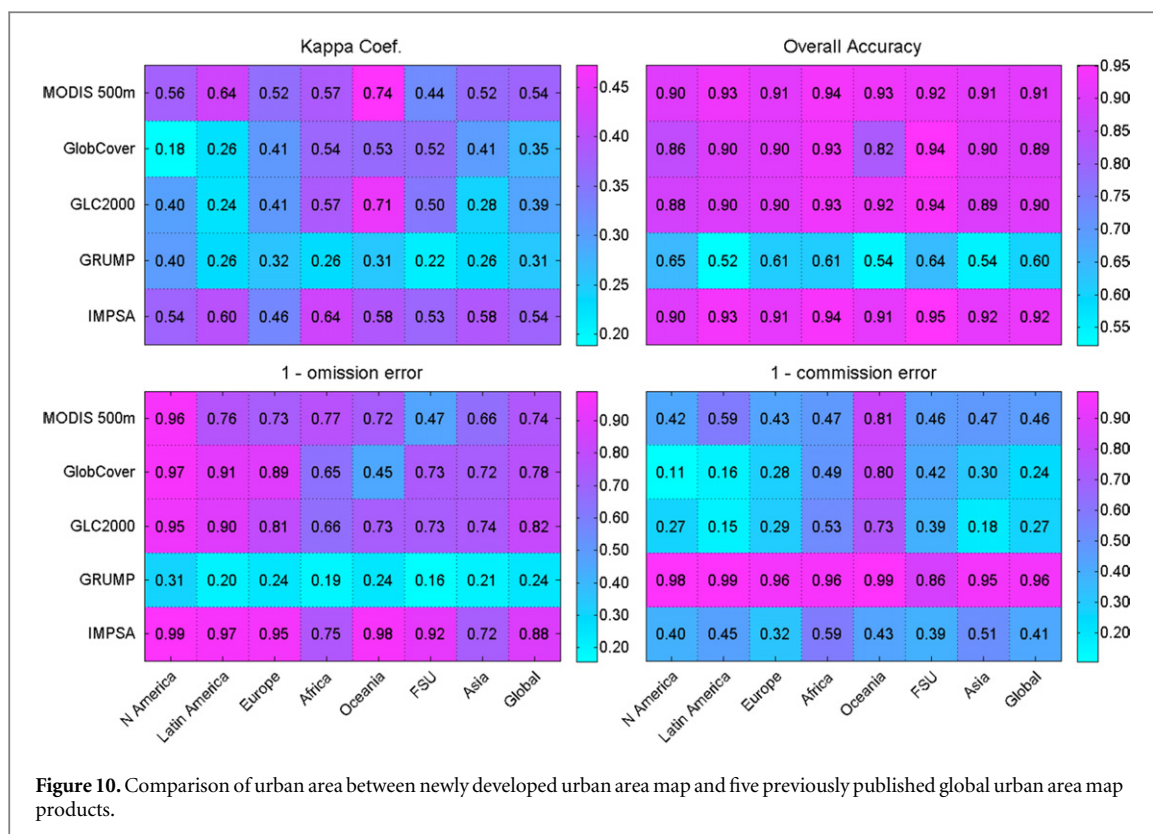 Kappa Coef.
MODIS 500m 0.56 0.64 0.52 0.57 0.74 0.44 0.52 0.54
GlobCover 0.18 0.26 0.41 0.54 0.53 0.52 0.41 0.35
GLC2000 0.40 0.24 0.41 0.57 0.71 0.50 0.28 0.39
GRUMP 0.40 0.26 0.32 0.26 0.31 0.22 0.26 0.31
IMPSA 0.54 0.60 0.46 0.64 0.58 0.53 0.58 0.54
0.45
0.40
0.35
0.30
0.25
0.20
Overall Accuracy
0.90 0.93 0.91 0.94 0.93 0.92 0.91 0.91
0.86 0.90 0.90 0.93 0.82 0.94 0.90 0.89
0.88 0.90 0.90 0.93 0.92 0.94 0.89 0.90
0.65 0.52 0.61 0.61 0.54 0.64 0.54 0.60
0.90 0.93 0.91 0.94 0.91 0.95 0.92 0.92
0.95
0.90
0.85
0.80
0.75
0.70
0.65
0.60
0.55
1 - omission error
MODIS 500m 0.96 0.76 0.73 0.77 0.72 0.47 0.66 0.74
GlobCover 0.97 0.91 0.89 0.65 0.45 0.73 0.72 0.78
GLC2000 0.95 0.90 0.81 0.66 0.73 0.73 0.74 0.82
GRUMP 0.31 0.20 0.24 0.19 0.24 0.16 0.21 0.24
IMPSA 0.99 0.97 0.95 0.75 0.98 0.92 0.72 0.88
N America
Latin America
Europe
Africa
Oceania
FSU
Asia
Global
0.90
0.80
0.70
0.60
0.50
0.40
0.30
0.20
1 - commission error
0.42 0.59 0.43 0.47 0.81 0.46 0.47 0.46
0.11 0.16 0.28 0.49 0.80 0.42 0.30 0.24
0.27 0.15 0.29 0.53 0.73 0.39 0.18 0.27
0.98 0.99 0.96 0.96 0.99 0.86 0.95 0.96
0.40 0.45 0.32 0.59 0.43 0.39 0.51 0.41
N America
Latin America
Europe
Africa
Oceania
FSU
Asia
Global
0.90
0.80
0.70
0.60
0.50
0.40
0.30
0.20
Figure 10. Comparison of urban area between newly developed urban area map and five previously published global urban area map
products.